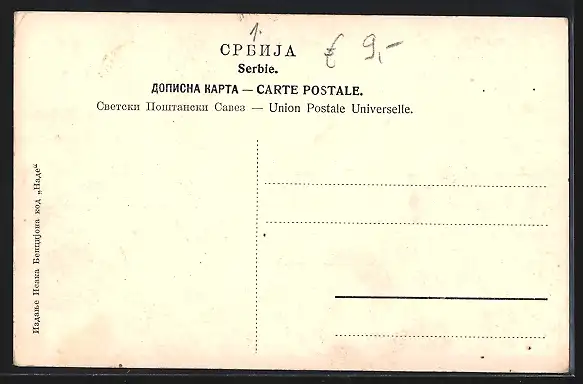 1.
СРБИЈА
€ 9,-
Serbie.
ДОПИСНА КАРТА — CARTE POSTALE.
Светски Поштански Савез — Union Postale Universelle.
Издање Исака Бенцијона код „Наде“